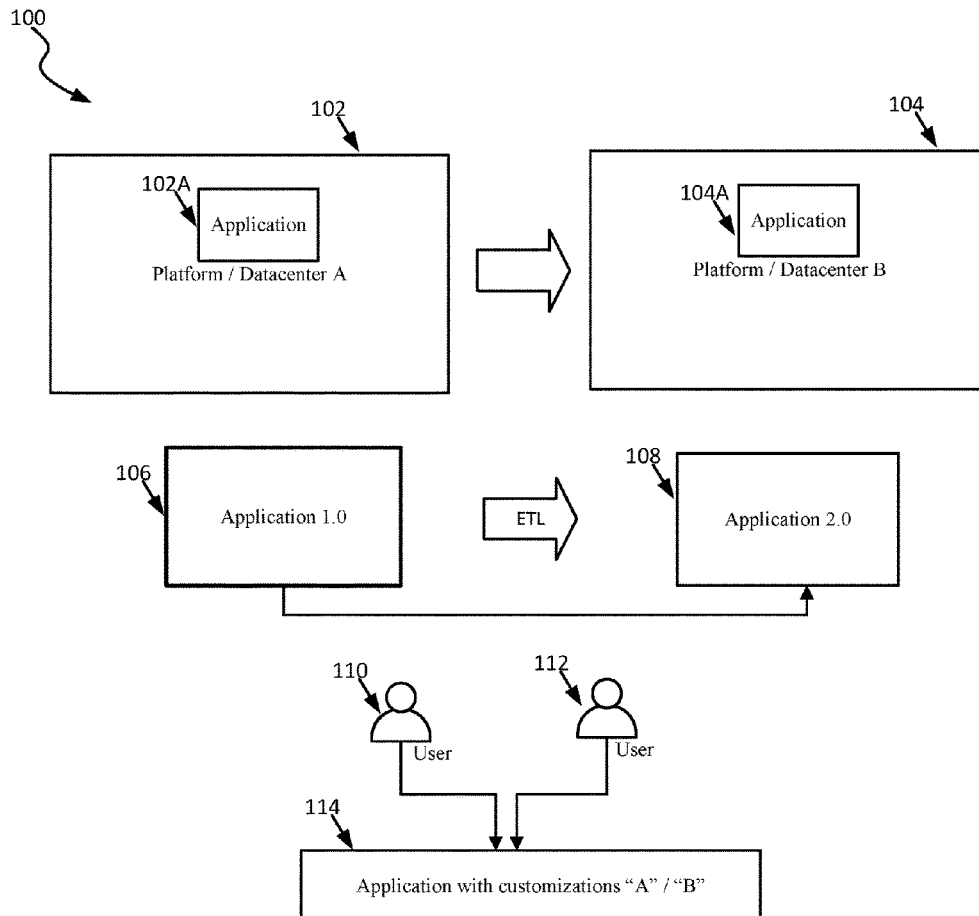 100
102
104
102A
104A
Application
Application
Platform / Datacenter A
Platform / Datacenter B
106
108
Application 1.0
ETL
Application 2.0
110
112
User
User
114
Application with customizations “A” / “B”